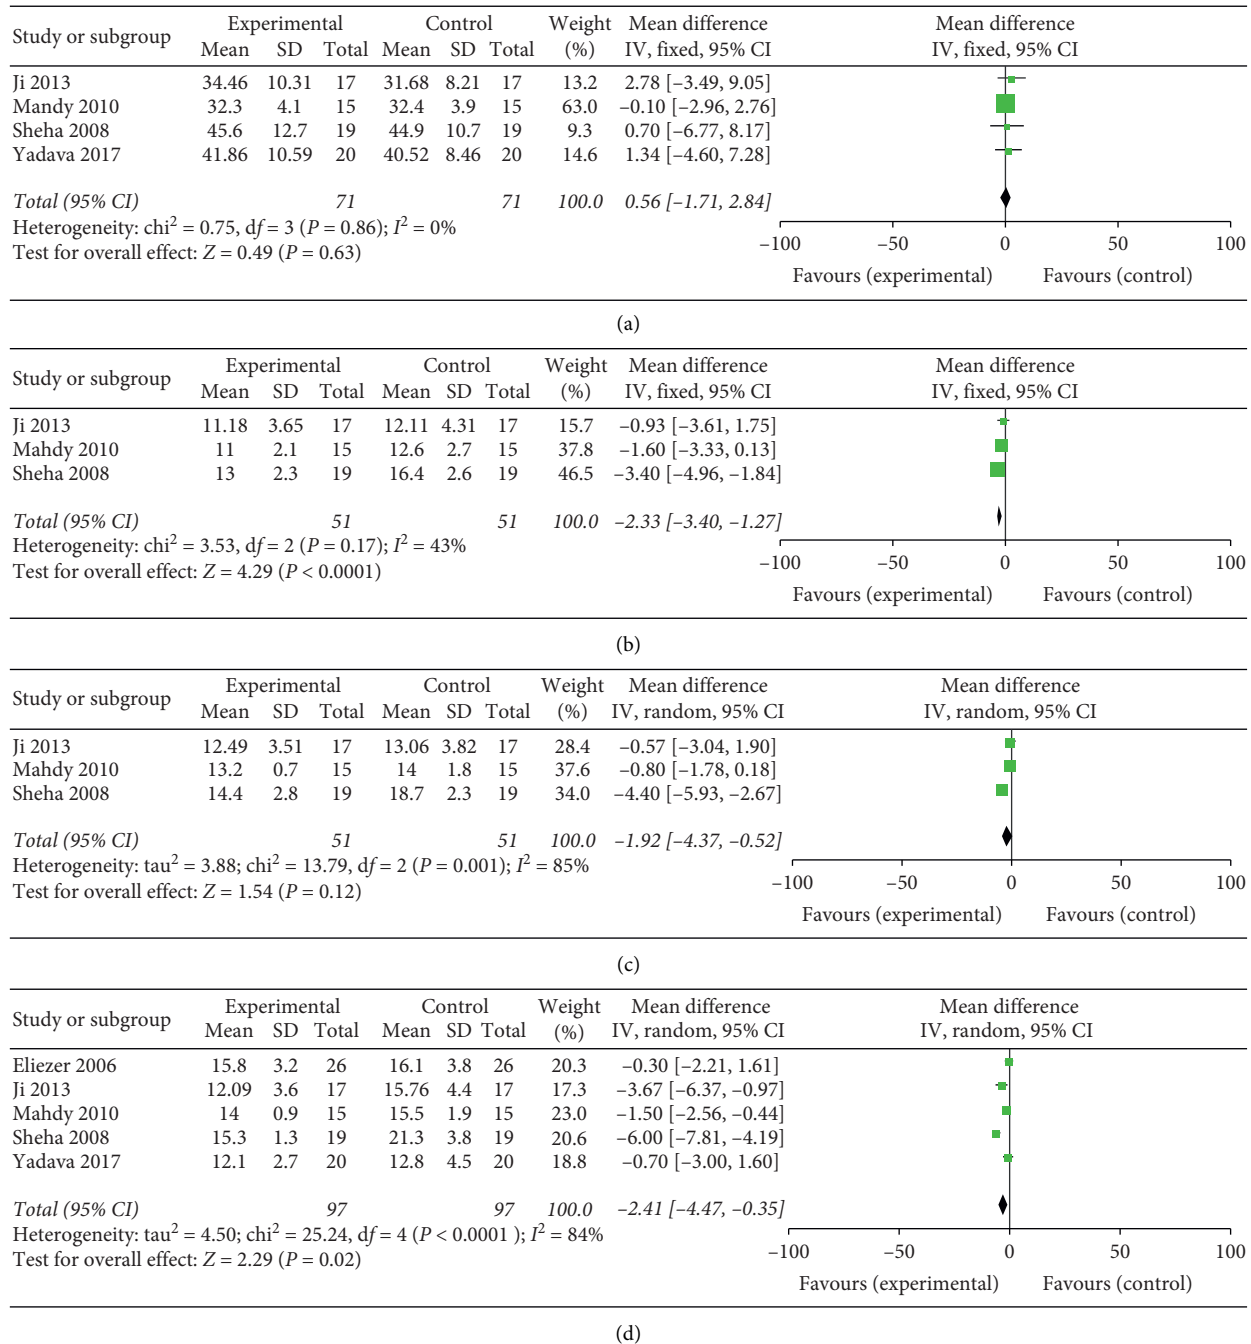 Study or subgroup Experimental Control Weight Mean difference Mean difference
Mean SD Total Mean SD Total (%) IV, fixed, 95% CI IV, fixed, 95% CI
Ji 2013 34.46 10.31 17 31.68 8.21 17 13.2 2.78 [–3.49, 9.05]
Mandy 2010 32.3 4.1 15 32.4 3.9 15 63.0 –0.10 [–2.96, 2.76]
Sheha 2008 45.6 12.7 19 44.9 10.7 19 9.3 0.70 [–6.77, 8.17]
Yadava 2017 41.86 10.59 20 40.52 8.46 20 14.6 1.34 [–4.60, 7.28]
Total (95% CI) 71 71 100.0 0.56 [–1.71, 2.84]
Heterogeneity: chi² = 0.75, df = 3 (P = 0.86); I² = 0%
Test for overall effect: Z = 0.49 (P = 0.63)
–100 –50 0 50 100
Favours (experimental) Favours (control)
(a)
Study or subgroup Experimental Control Weight Mean difference Mean difference
Mean SD Total Mean SD Total (%) IV, fixed, 95% CI IV, fixed, 95% CI
Ji 2013 11.18 3.65 17 12.11 4.31 17 15.7 –0.93 [–3.61, 1.75]
Mahdy 2010 11 2.1 15 12.6 2.7 15 37.8 –1.60 [–3.33, 0.13]
Sheha 2008 13 2.3 19 16.4 2.6 19 46.5 –3.40 [–4.96, –1.84]
Total (95% CI) 51 51 100.0 –2.33 [–3.40, –1.27]
Heterogeneity: chi² = 3.53, df = 2 (P = 0.17); I² = 43%
Test for overall effect: Z = 4.29 (P < 0.0001)
–100 –50 0 50 100
Favours (experimental) Favours (control)
(b)
Study or subgroup Experimental Control Weight Mean difference Mean difference
Mean SD Total Mean SD Total (%) IV, random, 95% CI IV, random, 95% CI
Ji 2013 12.49 3.51 17 13.06 3.82 17 28.4 –0.57 [–3.04, 1.90]
Mahdy 2010 13.2 0.7 15 14 1.8 15 37.6 –0.80 [–1.78, 0.18]
Sheha 2008 14.4 2.8 19 18.7 2.3 19 34.0 –4.40 [–5.93, –2.67]
Total (95% CI) 51 51 100.0 –1.92 [–4.37, –0.52]
Heterogeneity: tau² = 3.88; chi² = 13.79, df = 2 (P = 0.001); I² = 85%
Test for overall effect: Z = 1.54 (P = 0.12)
–100 –50 0 50 100
Favours (experimental) Favours (control)
(c)
Study or subgroup Experimental Control Weight Mean difference Mean difference
Mean SD Total Mean SD Total (%) IV, random, 95% CI IV, random, 95% CI
Eliezer 2006 15.8 3.2 26 16.1 3.8 26 20.3 –0.30 [–2.21, 1.61]
Ji 2013 12.09 3.6 17 15.76 4.4 17 17.3 –3.67 [–6.37, –0.97]
Mahdy 2010 14 0.9 15 15.5 1.9 15 23.0 –1.50 [–2.56, –0.44]
Sheha 2008 15.3 1.3 19 21.3 3.8 19 20.6 –6.00 [–7.81, –4.19]
Yadava 2017 12.1 2.7 20 12.8 4.5 20 18.8 –0.70 [–3.00, 1.60]
Total (95% CI) 97 97 100.0 –2.41 [–4.47, –0.35]
Heterogeneity: tau² = 4.50; chi² = 25.24, df = 4 (P < 0.0001 ); I² = 84%
Test for overall effect: Z = 2.29 (P = 0.02)
–100 –50 0 50 100
Favours (experimental) Favours (control)
(d)